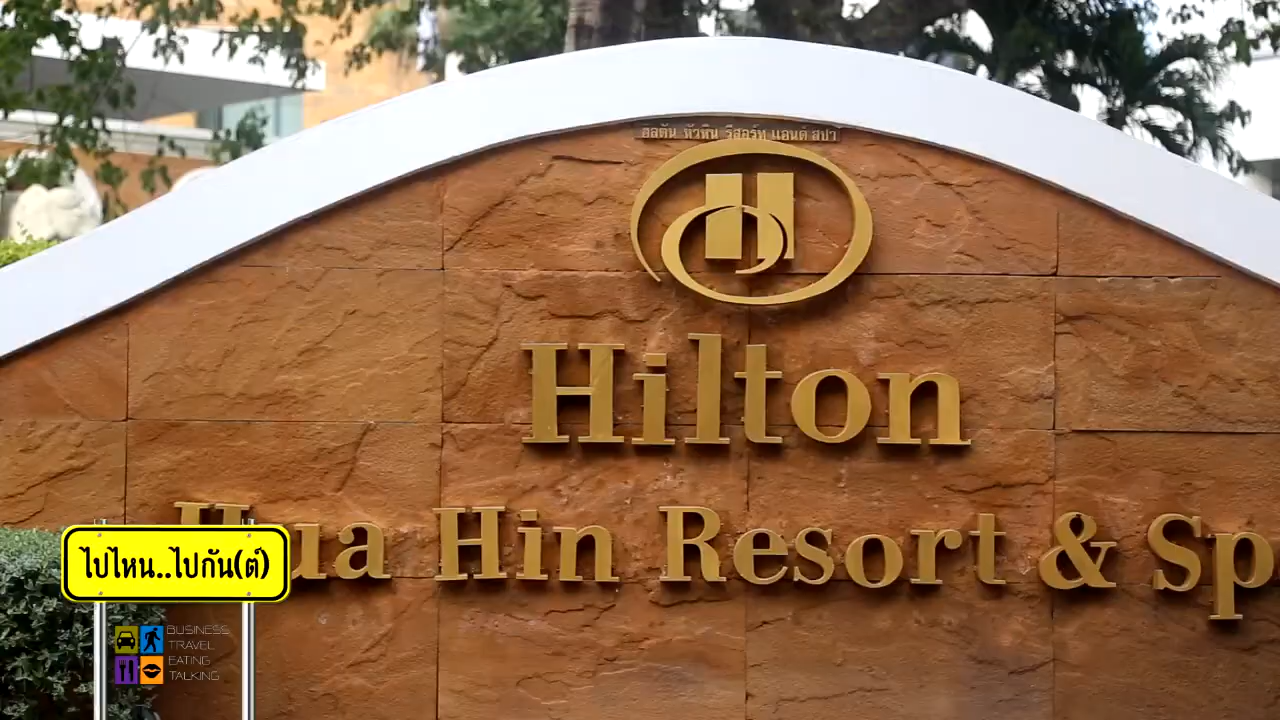 ฮิลตัน หัวหิน รีสอร์ท แอนด์ สปา
Hilton
Hua Hin Resort & Sp
ไปไหน..ไปกัน(ต์)
BUSINESS
TRAVEL
EATING
TALKING